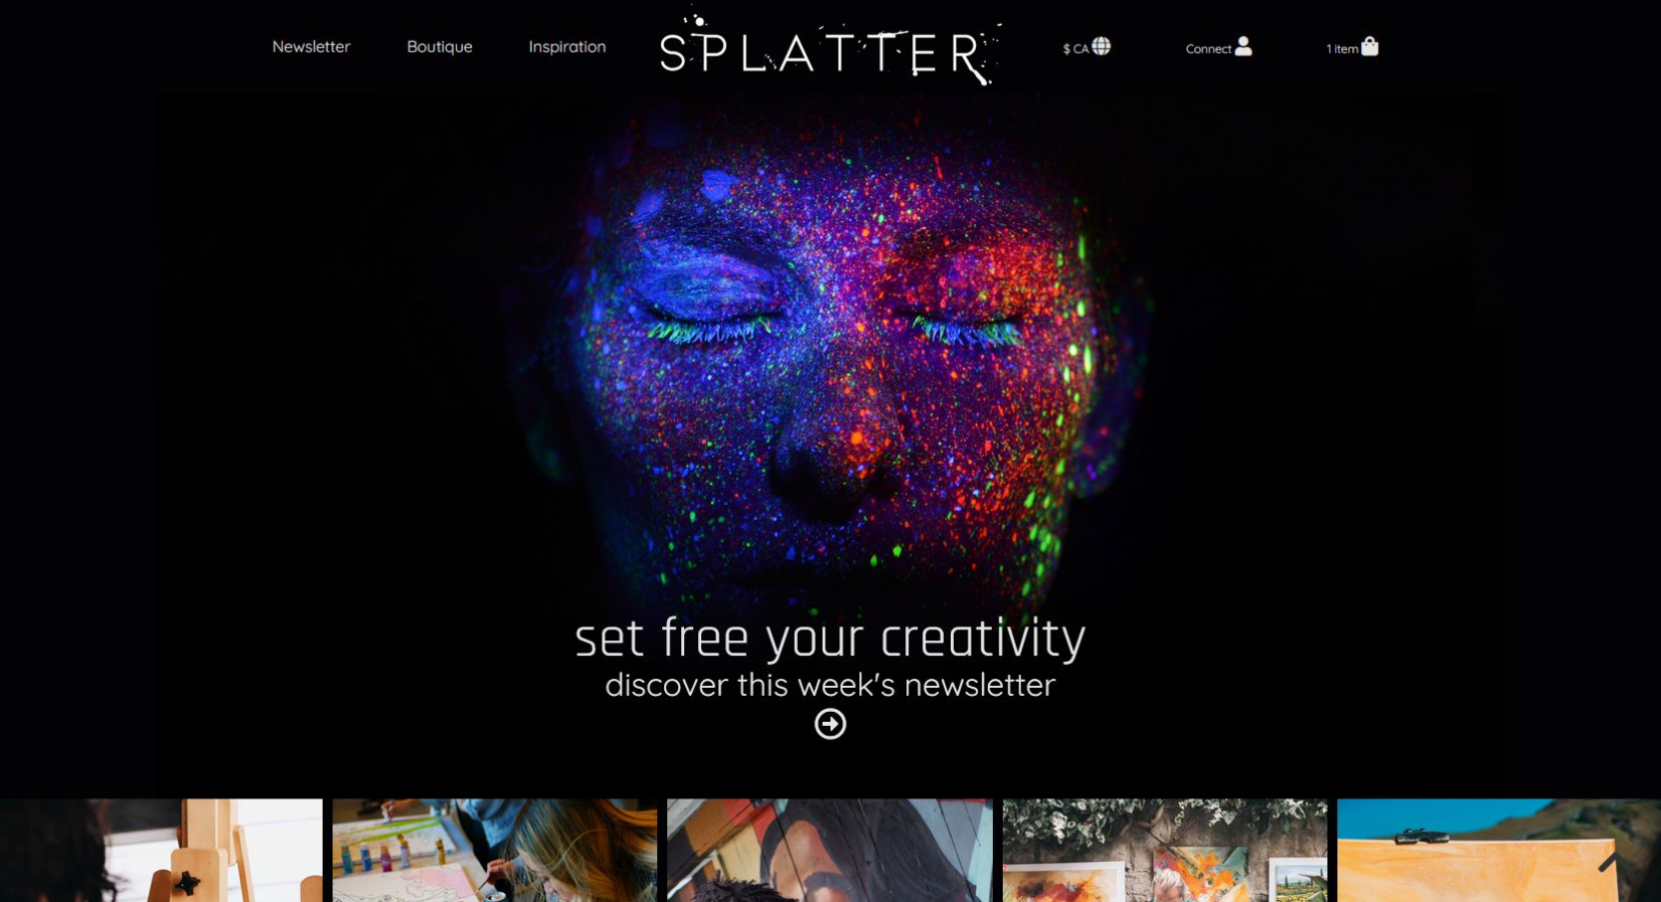 Newsletter Boutique Inspiration SPLATTER $ CA Connect 1 item
set free your creativity
discover this week's newsletter